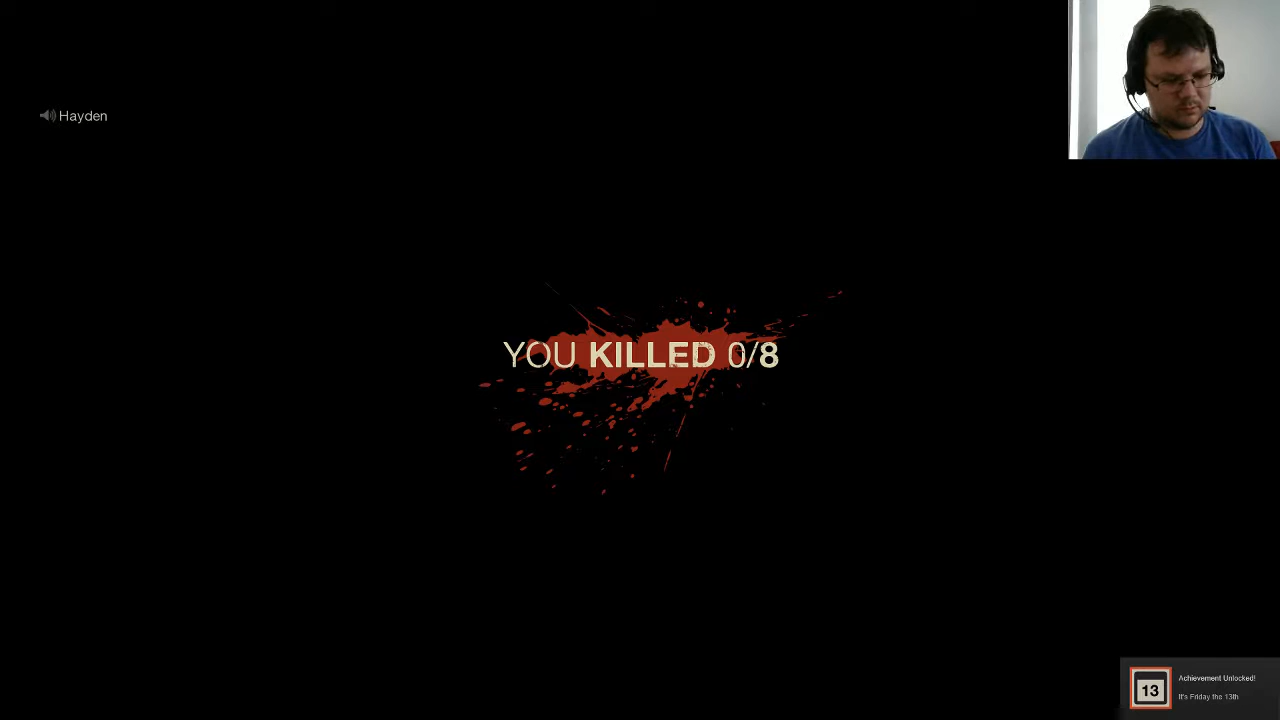 Hayden
YOU KILLED 0/8
13
Achievement Unlocked!
It's Friday the 13th